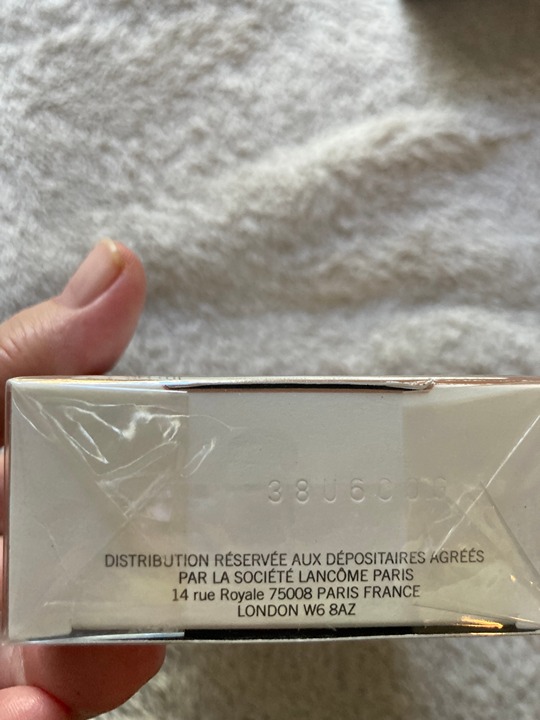 38U600
DISTRIBUTION RÉSERVÉE AUX DÉPOSITAIRES AGRÉÉS
PAR LA SOCIÉTÉ LANCÔME PARIS
14 rue Royale 75008 PARIS FRANCE
LONDON W6 8AZ